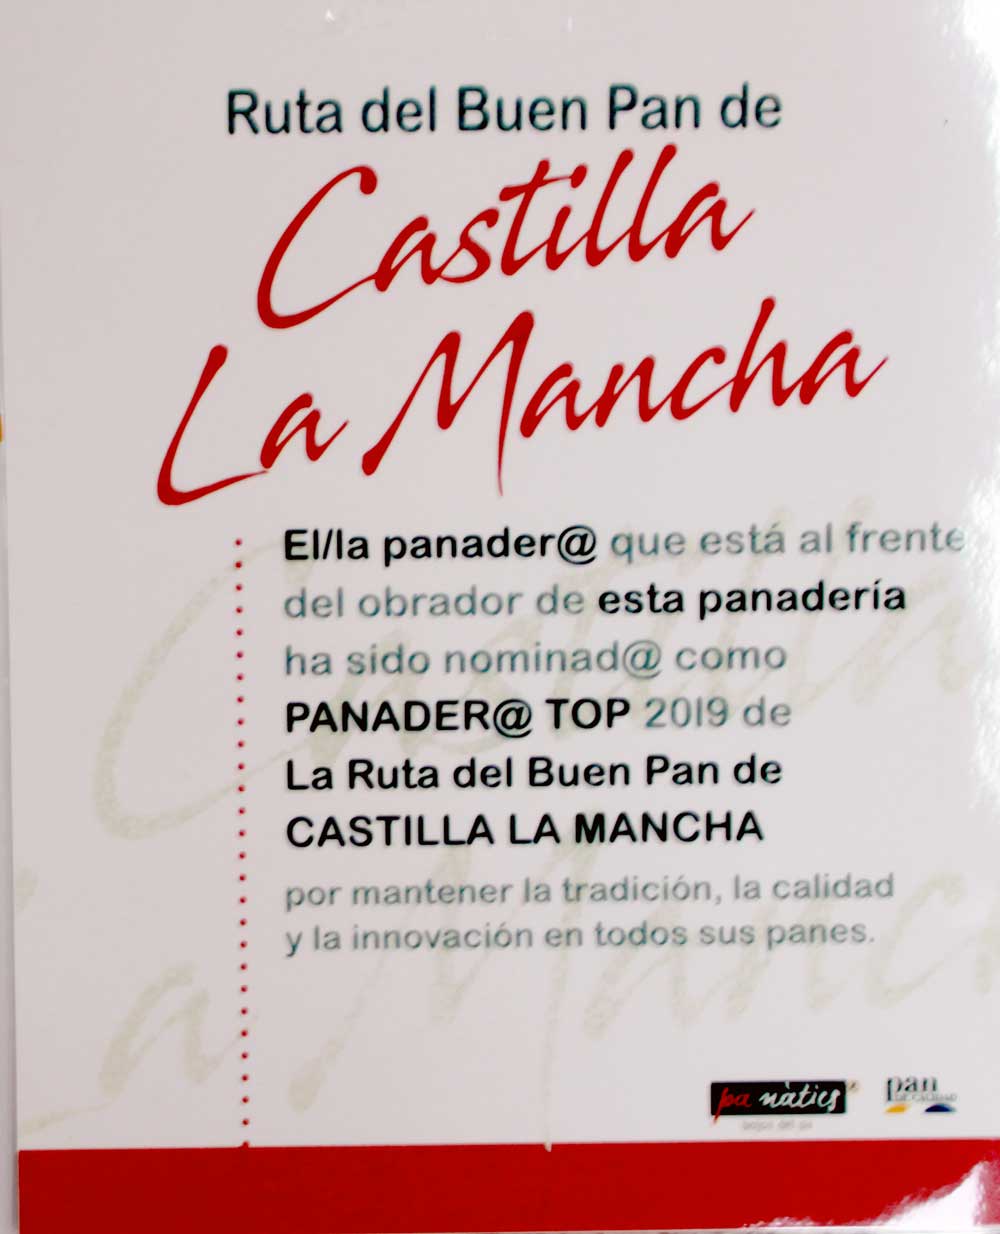 Ruta del Buen Pan de
Castilla
La Mancha
El/la panader@ que está al frente
del obrador de esta panadería
ha sido nominad@ como
PANADER@ TOP 2019 de
La Ruta del Buen Pan de
CASTILLA LA MANCHA
por mantener la tradición, la calidad
y la innovación en todos sus panes.
pa nàtics
pan
DE CALIDAD